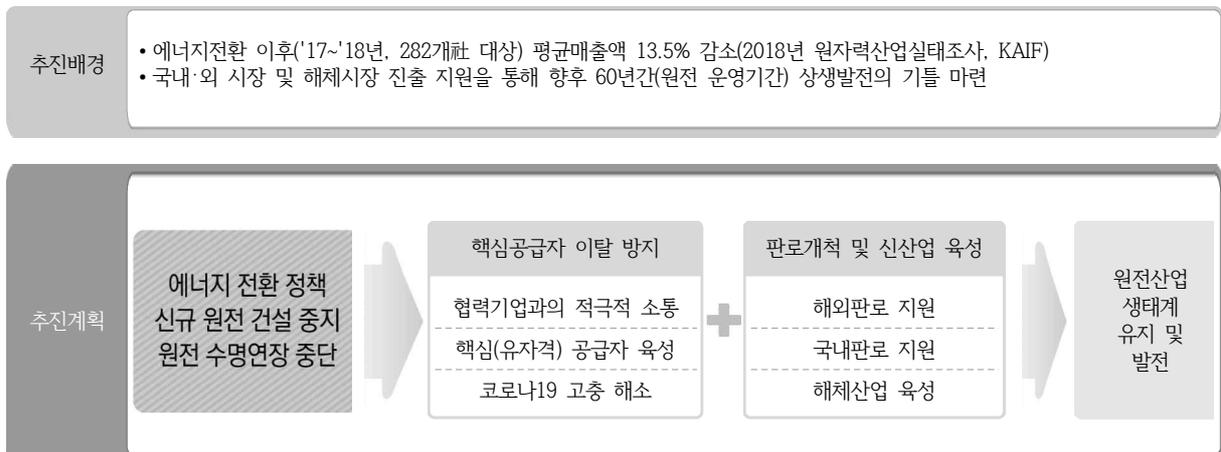 추진배경
• 에너지전환 이후('17~'18년, 282개社 대상) 평균매출액 13.5% 감소(2018년 원자력산업실태조사, KAIF)
• 국내·외 시장 및 해체시장 진출 지원을 통해 향후 60년간(원전 운영기간) 상생발전의 기틀 마련
추진계획
에너지 전환 정책
신규 원전 건설 중지
원전 수명연장 중단
핵심공급자 이탈 방지
협력기업과의 적극적 소통
핵심(유자격) 공급자 육성
코로나19 고충 해소
판로개척 및 신산업 육성
해외판로 지원
국내판로 지원
해체산업 육성
원전산업
생태계
유지 및
발전